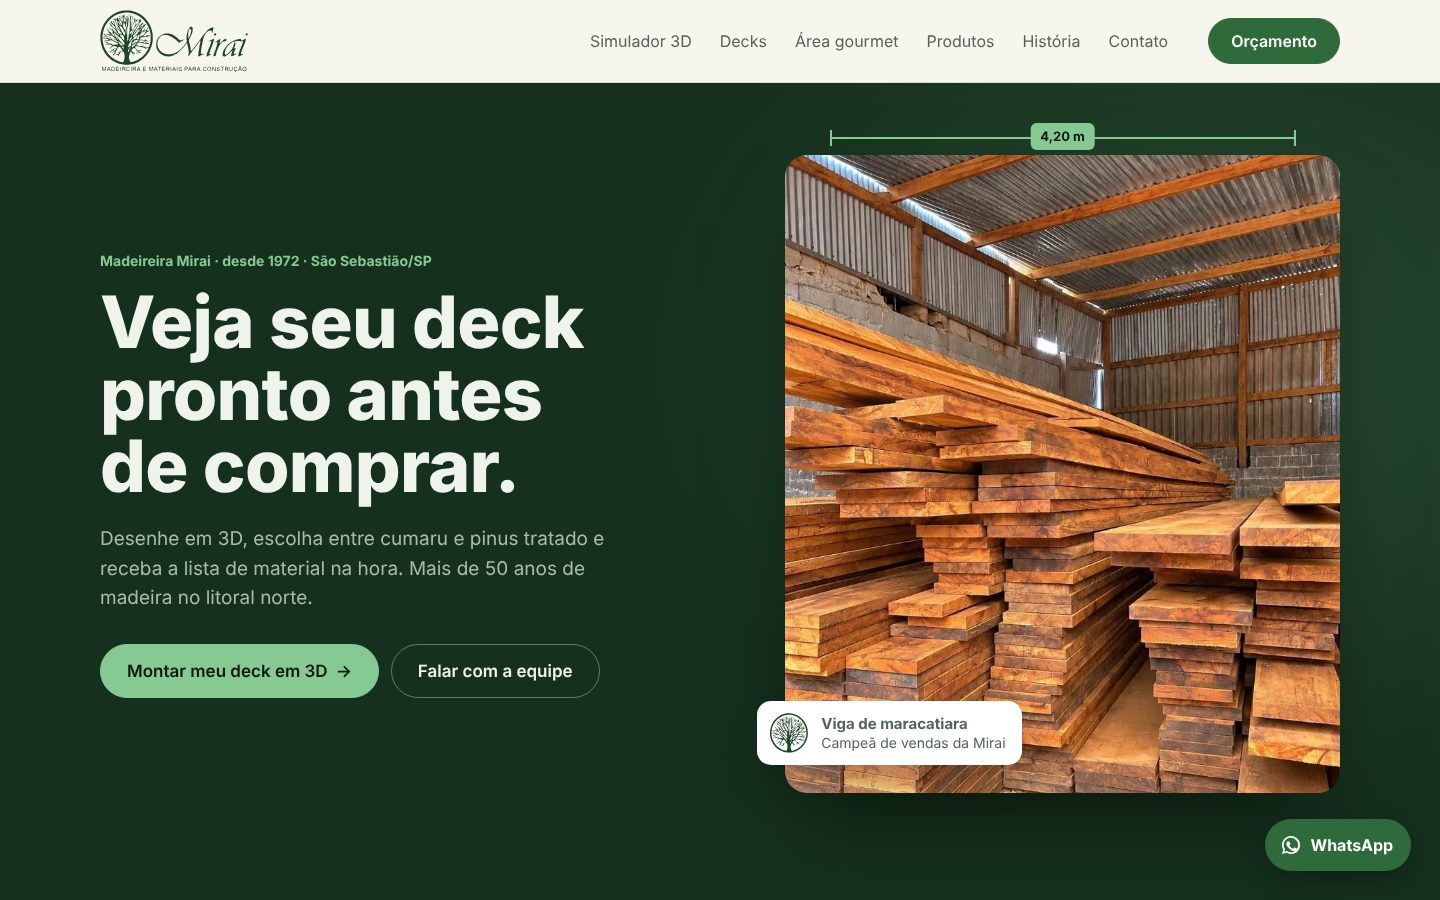 Mirai
MADEIREIRA E MATERIAIS PARA CONSTRUÇÃO
Simulador 3D
Decks
Área gourmet
Produtos
História
Contato
Orçamento
4,20 m
Madeireira Mirai · desde 1972 · São Sebastião/SP
Veja seu deck
pronto antes
de comprar.
Desenhe em 3D, escolha entre cumaru e pinus tratado e
receba a lista de material na hora. Mais de 50 anos de
madeira no litoral norte.
Montar meu deck em 3D →
Falar com a equipe
Viga de maracatiara
Campeã de vendas da Mirai
WhatsApp